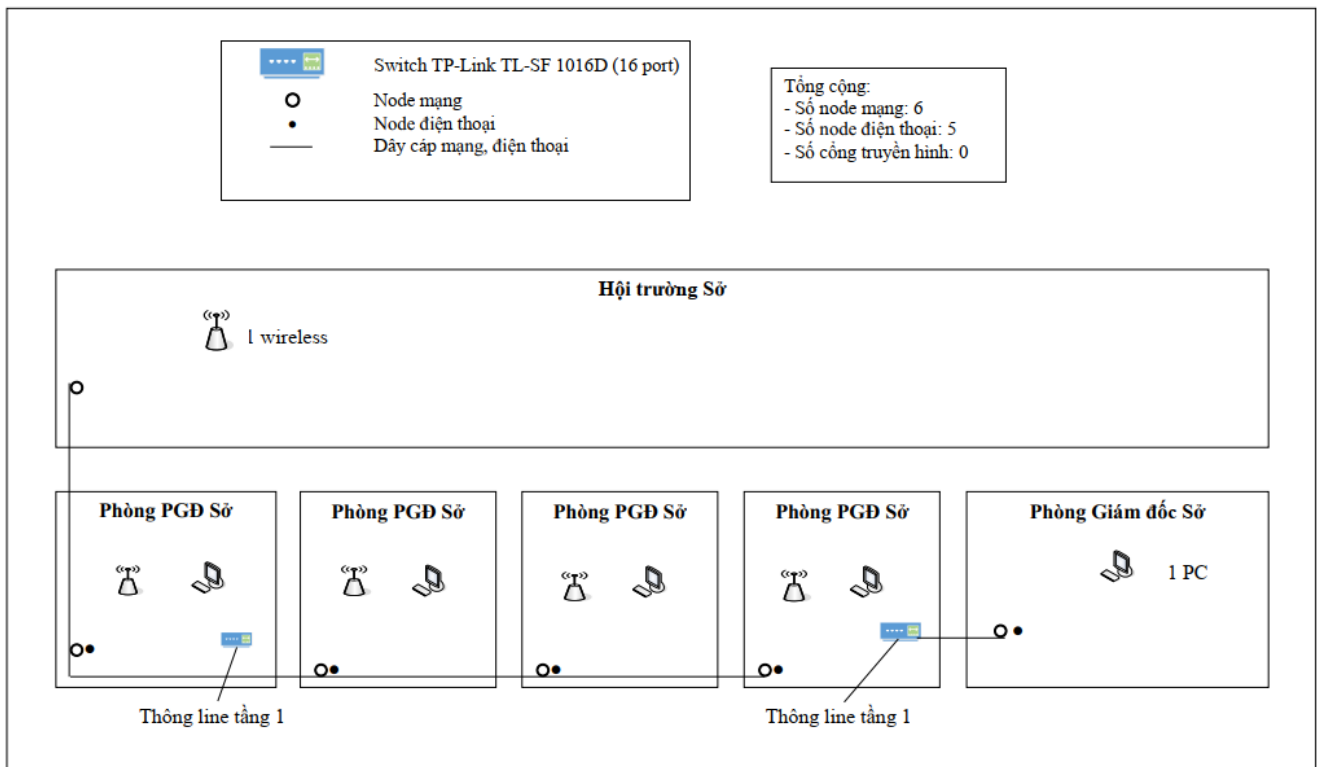 Switch TP-Link TL-SF 1016D (16 port)
Node mạng
Node điện thoại
Dây cáp mạng, điện thoại
Tổng cộng:
- Số node mạng: 6
- Số node điện thoại: 5
- Số cổng truyền hình: 0
Hội trường Sở
1 wireless
Phòng PGĐ Sở
Phòng PGĐ Sở
Phòng PGĐ Sở
Phòng PGĐ Sở
Phòng Giám đốc Sở
1 PC
Thông line tầng 1
Thông line tầng 1